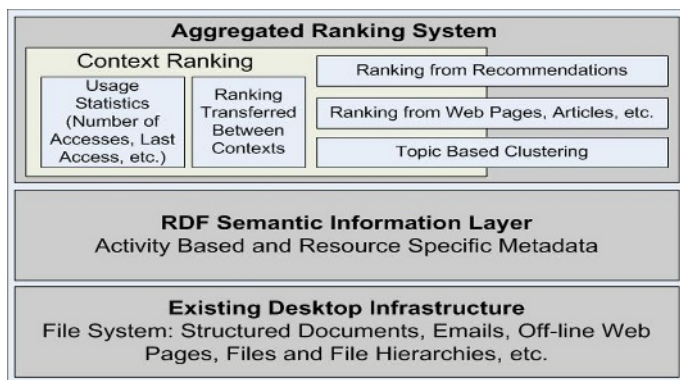 Aggregated Ranking System
Context Ranking
Usage
Statistics
(Number of
Accesses, Last
Access, etc.)
Ranking
Transferred
Between
Contexts
Ranking from Recommendations
Ranking from Web Pages, Articles, etc.
Topic Based Clustering
RDF Semantic Information Layer
Activity Based and Resource Specific Metadata
Existing Desktop Infrastructure
File System: Structured Documents, Emails, Off-line Web
Pages, Files and File Hierarchies, etc.